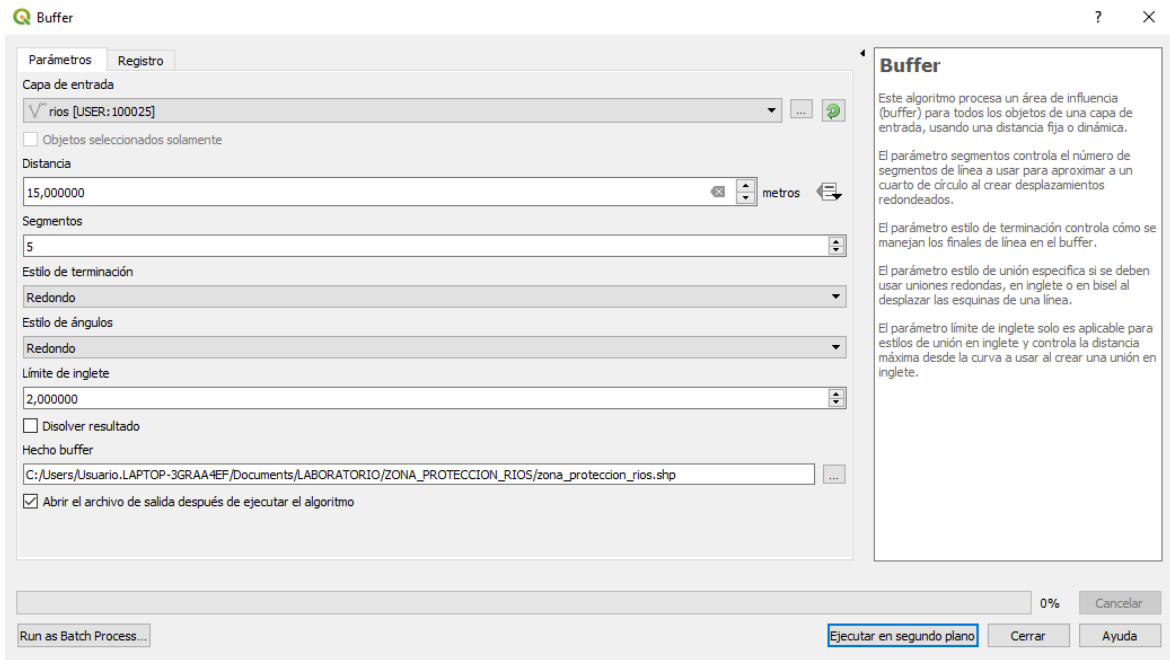 Buffer
?
Parámetros
Registro
Capa de entrada
rios [USER:100025]
...
Objetos seleccionados solamente
Distancia
15,000000
metros
Segmentos
5
Estilo de terminación
Redondo
Estilo de ángulos
Redondo
Límite de inglete
2,000000
Disolver resultado
Hecho buffer
C:/Users/Usuario.LAPTOP-3GRAA4EF/Documents/LABORATORIO/ZONA_PROTECCION_RIOS/zona_proteccion_rios.shp
...
Abrir el archivo de salida después de ejecutar el algoritmo
Buffer
Este algoritmo procesa un área de influencia
(buffer) para todos los objetos de una capa de
entrada, usando una distancia fija o dinámica.
El parámetro segmentos controla el número de
segmentos de línea a usar para aproximar a un
cuarto de círculo al crear desplazamientos
redondeados.
El parámetro estilo de terminación controla cómo se
manejan los finales de línea en el buffer.
El parámetro estilo de unión especifica si se deben
usar uniones redondas, en inglete o en bisel al
desplazar las esquinas de una línea.
El parámetro límite de inglete solo es aplicable para
estilos de unión en inglete y controla la distancia
máxima desde la curva a usar al crear una unión en
inglete.
0%
Cancelar
Run as Batch Process...
Ejecutar en segundo plano
Cerrar
Ayuda